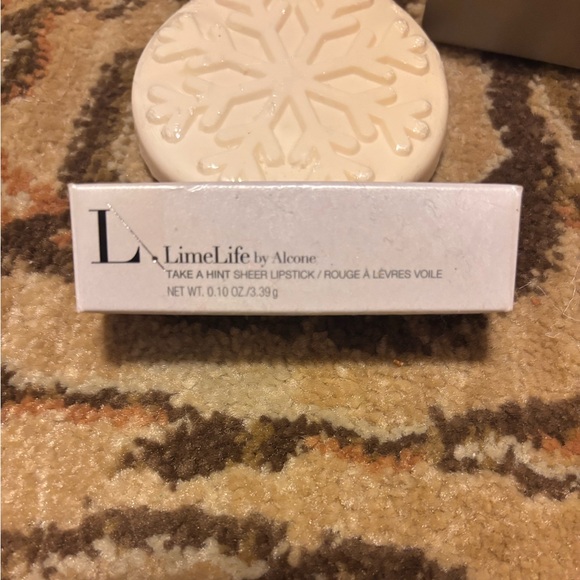 L.
LimeLife by Alcone
TAKE A HINT SHEER LIPSTICK / ROUGE À LÈVRES VOILE
NET WT. 0.10 OZ./3.39 g